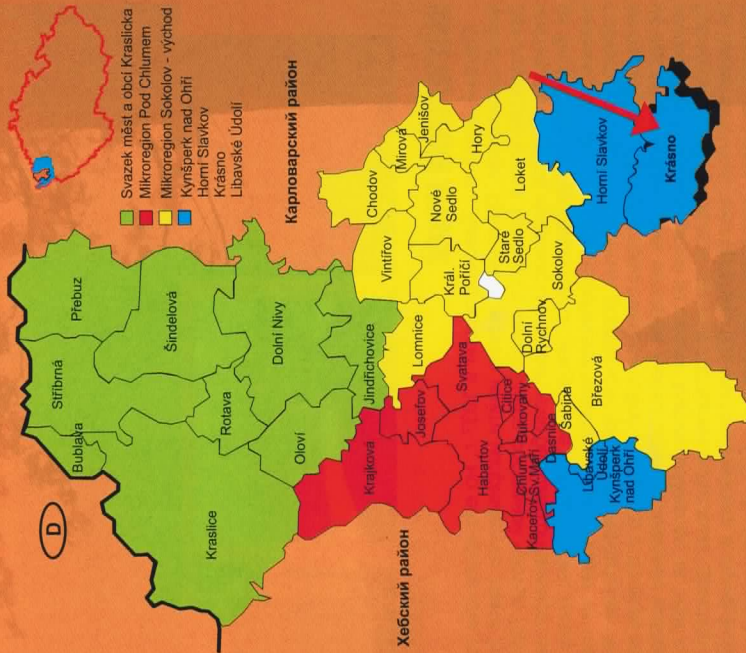 Svazek měst a obcí Kraslicka
Mikroregion Pod Chlumem
Mikroregion Sokolov - východ
Kynšperk nad Ohří
Horní Slavkov
Krásno
Libavské Údolí
Карловарский район
D
Přebuz
Stříbrná
Bublava
Šindelová
Kraslice
Rotava
Dolní Nivy
Oloví
Jindřichovice
Krajková
Josefov
Svatava
Habartov
Citice
Bukovany
Chlum
Sv.Maří
Kaceřov
Dasnice
Хебский район
Lomnice
Vintířov
Chodov
Mírová
Jenišov
Nové
Sedlo
Hory
Loket
Král.
Poříčí
Staré
Sedlo
Sokolov
Dolní
Rychnov
Šabina
Březová
Libavské
Údolí
Kynšperk
nad Ohří
Horní Slavkov
Krásno